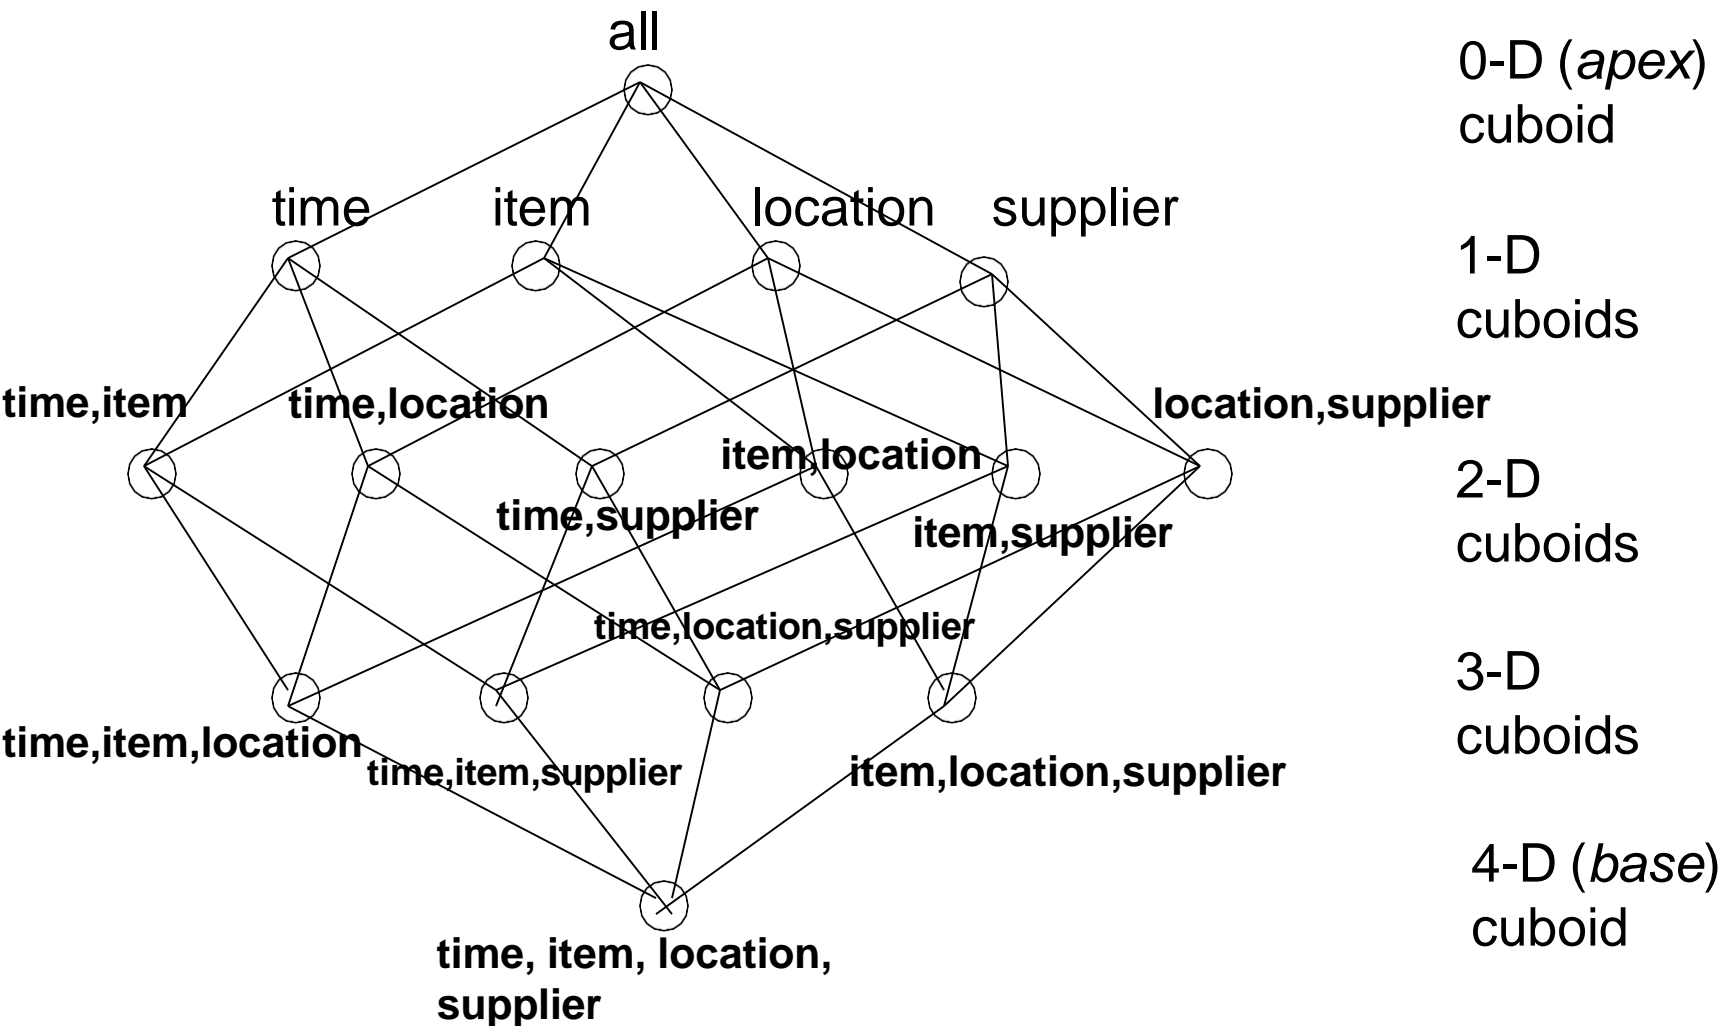 all
0-D (apex)
cuboid
time
item
location
supplier
1-D
cuboids
time,item
time,location
location,supplier
item,location
time,supplier
item,supplier
2-D
cuboids
time,location,supplier
3-D
cuboids
time,item,location
time,item,supplier
item,location,supplier
4-D (base)
cuboid
time, item, location,
supplier